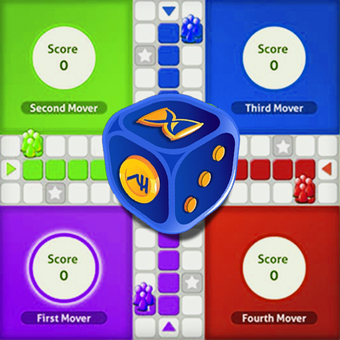 Score
0
Second Mover
Score
0
Third Mover
₹
Score
0
First Mover
Score
0
Fourth Mover